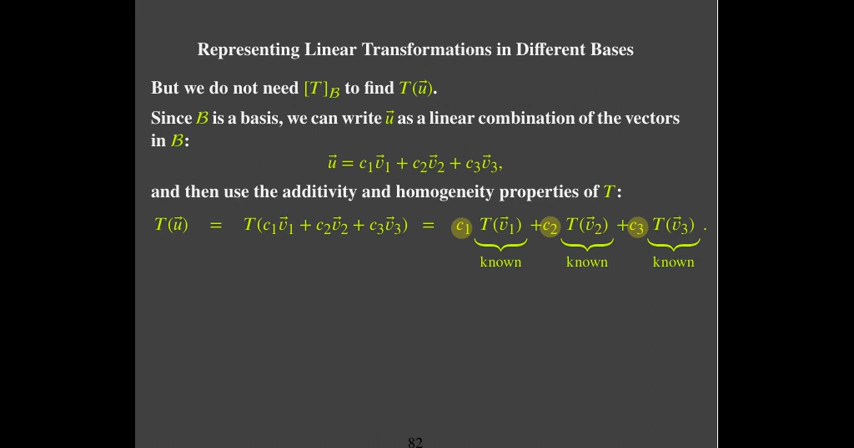 Representing Linear Transformations in Different Bases
But we do not need [T]_ℬ to find T(u⃗).
Since ℬ is a basis, we can write u⃗ as a linear combination of the vectors
in ℬ:
u⃗ = c₁v⃗₁ + c₂v⃗₂ + c₃v⃗₃,
and then use the additivity and homogeneity properties of T:
T(u⃗) = T(c₁v⃗₁ + c₂v⃗₂ + c₃v⃗₃) = c₁ T(v⃗₁) + c₂ T(v⃗₂) + c₃ T(v⃗₃) .
known known known
82